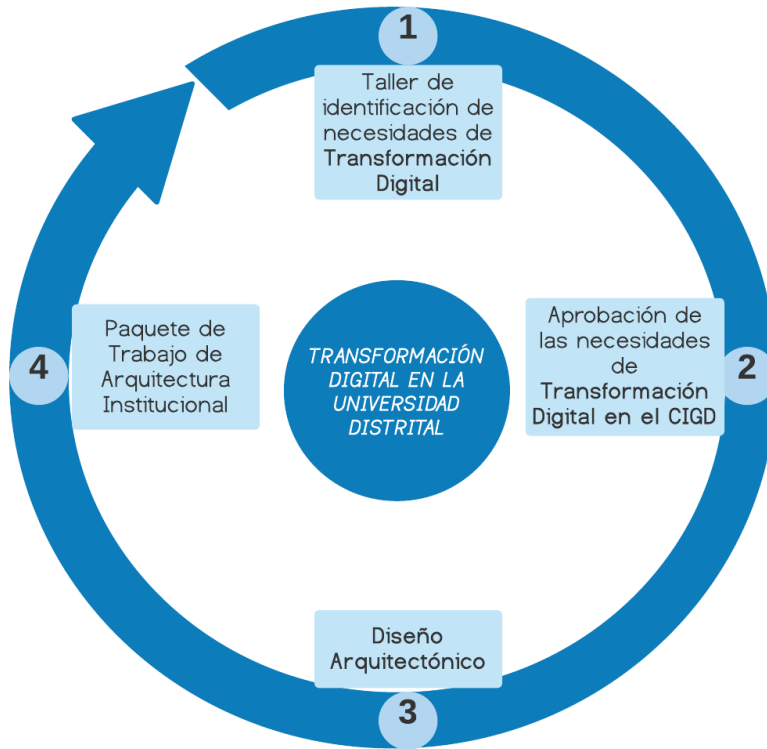 1
Taller de
identificación de
necesidades de
Transformación
Digital
2
Aprobación de
las necesidades
de
Transformación
Digital en el CIGD
3
Diseño
Arquitectónico
4
Paquete de
Trabajo de
Arquitectura
Institucional
TRANSFORMACIÓN
DIGITAL EN LA
UNIVERSIDAD
DISTRITAL